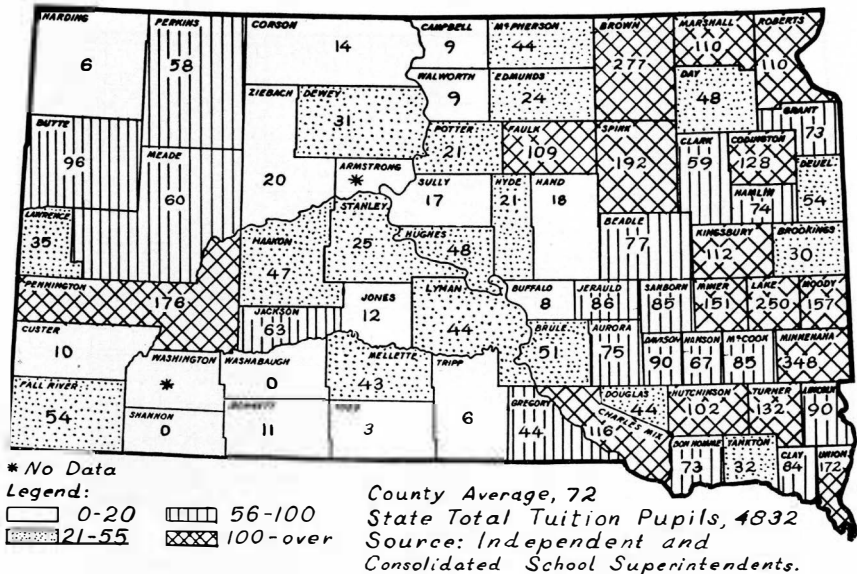 HARDING
6
PERKINS
58
CORSON
14
CAMPBELL
9
McPHERSON
44
BROWN
277
MARSHALL
110
ROBERTS
110
WALWORTH
9
EDMUNDS
24
DAY
48
ZIEBACH
20
DEWEY
31
BUTTE
96
MEADE
60
POTTER
21
FAULK
109
SPINK
192
CLARK
59
CODINGTON
128
GRANT
73
DEUEL
54
HAMLIN
74
ARMSTRONG
*
SULLY
17
HYDE
21
HAND
18
LAWRENCE
35
HAAKON
47
STANLEY
25
HUGHES
48
BEADLE
77
KINGSBURY
112
BROOKINGS
30
PENNINGTON
176
JACKSON
63
JONES
12
LYMAN
44
BUFFALO
8
JERAULD
86
SANBORN
85
MINER
151
LAKE
250
MOODY
157
CUSTER
10
WASHINGTON
*
WASHABAUGH
0
MELLETTE
43
TRIPP
6
BRULE
51
AURORA
75
DAVISON
90
HANSON
67
McCOOK
85
MINNEHAHA
348
FALL RIVER
54
SHANNON
0
11
3
GREGORY
44
CHARLES MIX
116
DOUGLAS
44
HUTCHINSON
102
TURNER
132
LINCOLN
90
BON HOMME
73
YANKTON
32
CLAY
84
UNION
172
* No Data
Legend:
0-20
56-100
21-55
100-over
County Average, 72
State Total Tuition Pupils, 4832
Source: Independent and
Consolidated School Superintendents.